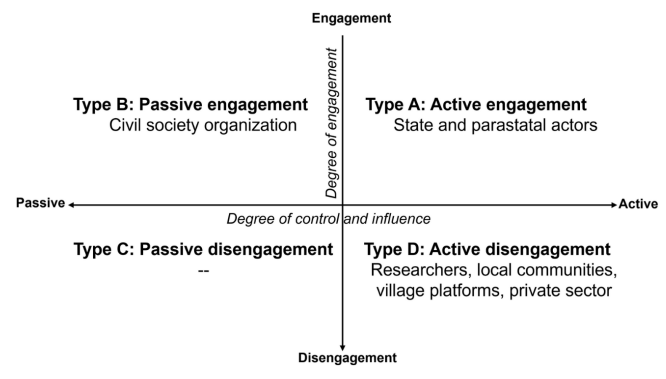 Engagement
Degree of engagement
Type B: Passive engagement
Civil society organization
Type A: Active engagement
State and parastatal actors
Passive
Active
Degree of control and influence
Type C: Passive disengagement
--
Type D: Active disengagement
Researchers, local communities,
village platforms, private sector
Disengagement